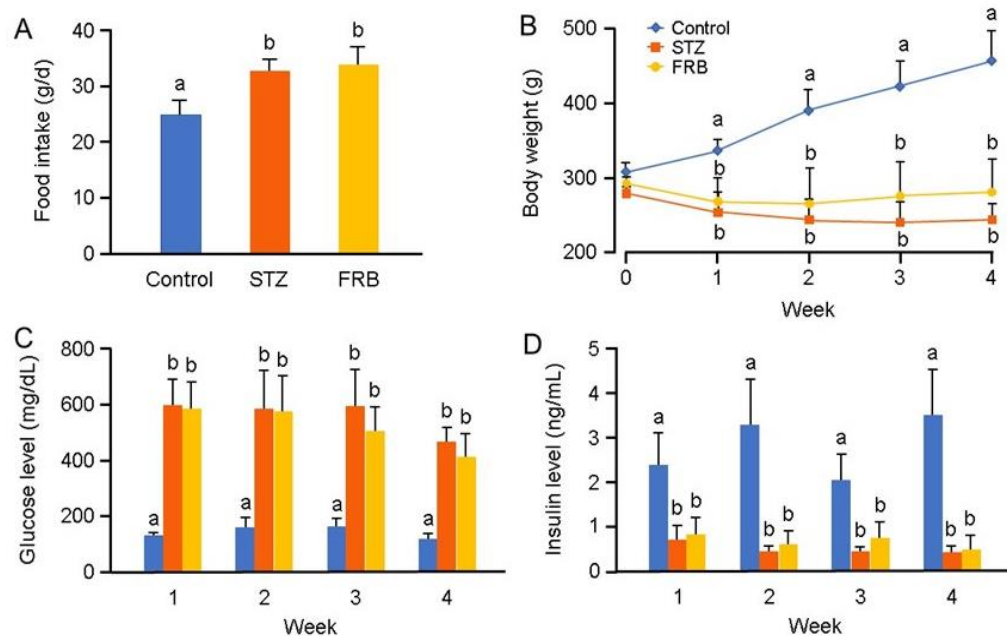 A
Food intake (g/d)
40
30
20
10
0
a
b
b
Control
STZ
FRB
B
Body weight (g)
500
400
300
200
Control
STZ
FRB
a
a
a
a
b
b
b
b
b
b
b
b
0
1
2
3
4
Week
C
Glucose level (mg/dL)
800
600
400
200
0
a
b
b
a
b
b
a
b
b
a
b
b
1
2
3
4
Week
D
Insulin level (ng/mL)
5
4
3
2
1
0
a
b
b
a
b
b
a
b
b
a
b
b
1
2
3
4
Week